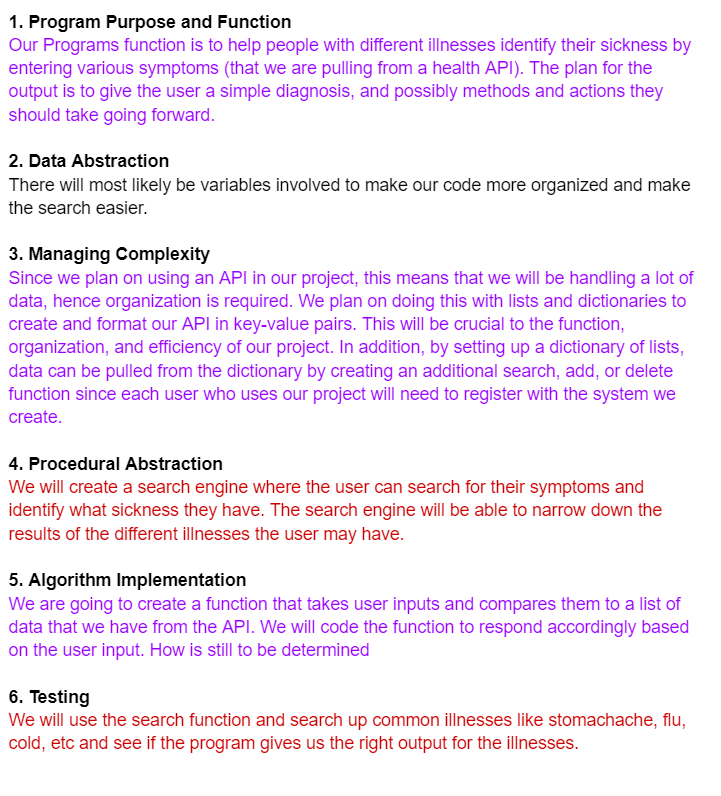 1. Program Purpose and Function
Our Programs function is to help people with different illnesses identify their sickness by
entering various symptoms (that we are pulling from a health API). The plan for the
output is to give the user a simple diagnosis, and possibly methods and actions they
should take going forward.
2. Data Abstraction
There will most likely be variables involved to make our code more organized and make
the search easier.
3. Managing Complexity
Since we plan on using an API in our project, this means that we will be handling a lot of
data, hence organization is required. We plan on doing this with lists and dictionaries to
create and format our API in key-value pairs. This will be crucial to the function,
organization, and efficiency of our project. In addition, by setting up a dictionary of lists,
data can be pulled from the dictionary by creating an additional search, add, or delete
function since each user who uses our project will need to register with the system we
create.
4. Procedural Abstraction
We will create a search engine where the user can search for their symptoms and
identify what sickness they have. The search engine will be able to narrow down the
results of the different illnesses the user may have.
5. Algorithm Implementation
We are going to create a function that takes user inputs and compares them to a list of
data that we have from the API. We will code the function to respond accordingly based
on the user input. How is still to be determined
6. Testing
We will use the search function and search up common illnesses like stomachache, flu,
cold, etc and see if the program gives us the right output for the illnesses.